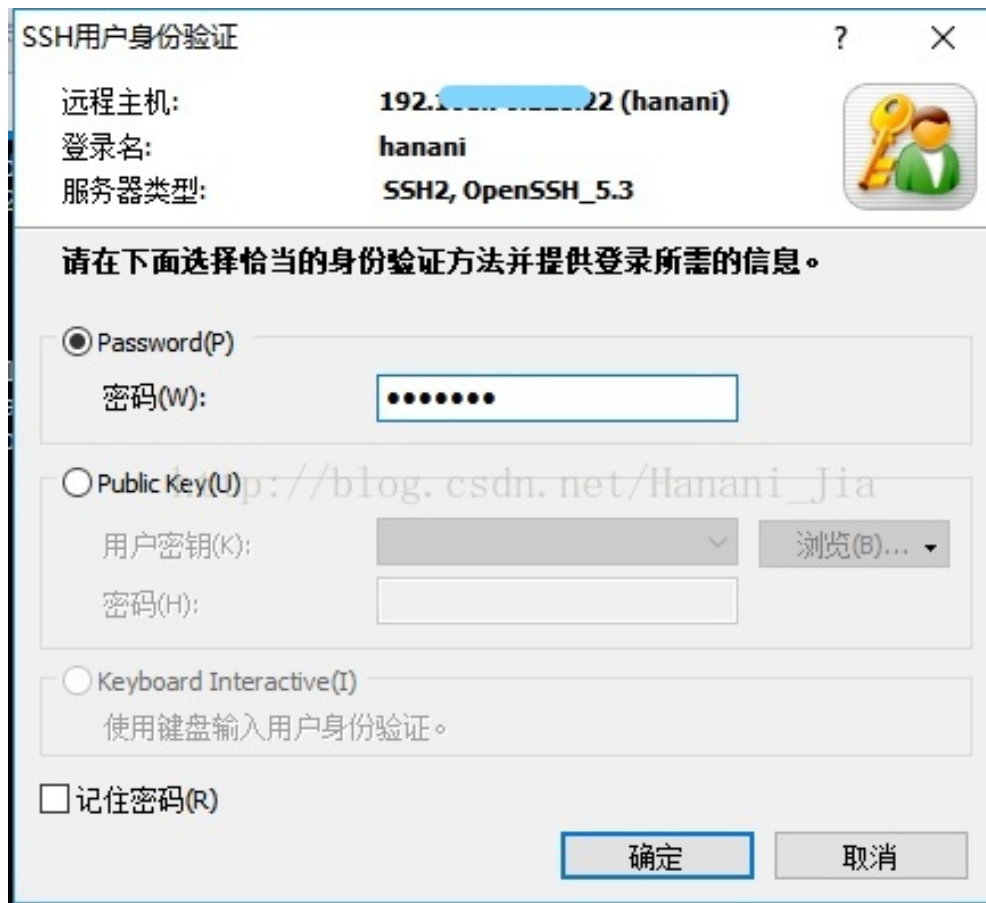 SSH用户身份验证
远程主机: 192. 22 (hanani)
登录名: hanani
服务器类型: SSH2, OpenSSH_5.3
请在下面选择恰当的身份验证方法并提供登录所需的信息。
Password(P)
密码(W): •••••••
Public Key(U)
http://blog.csdn.net/Hanani_Jia
用户密钥(K): 浏览(B)...
密码(H):
Keyboard Interactive(I)
使用键盘输入用户身份验证。
记住密码(R)
确定 取消